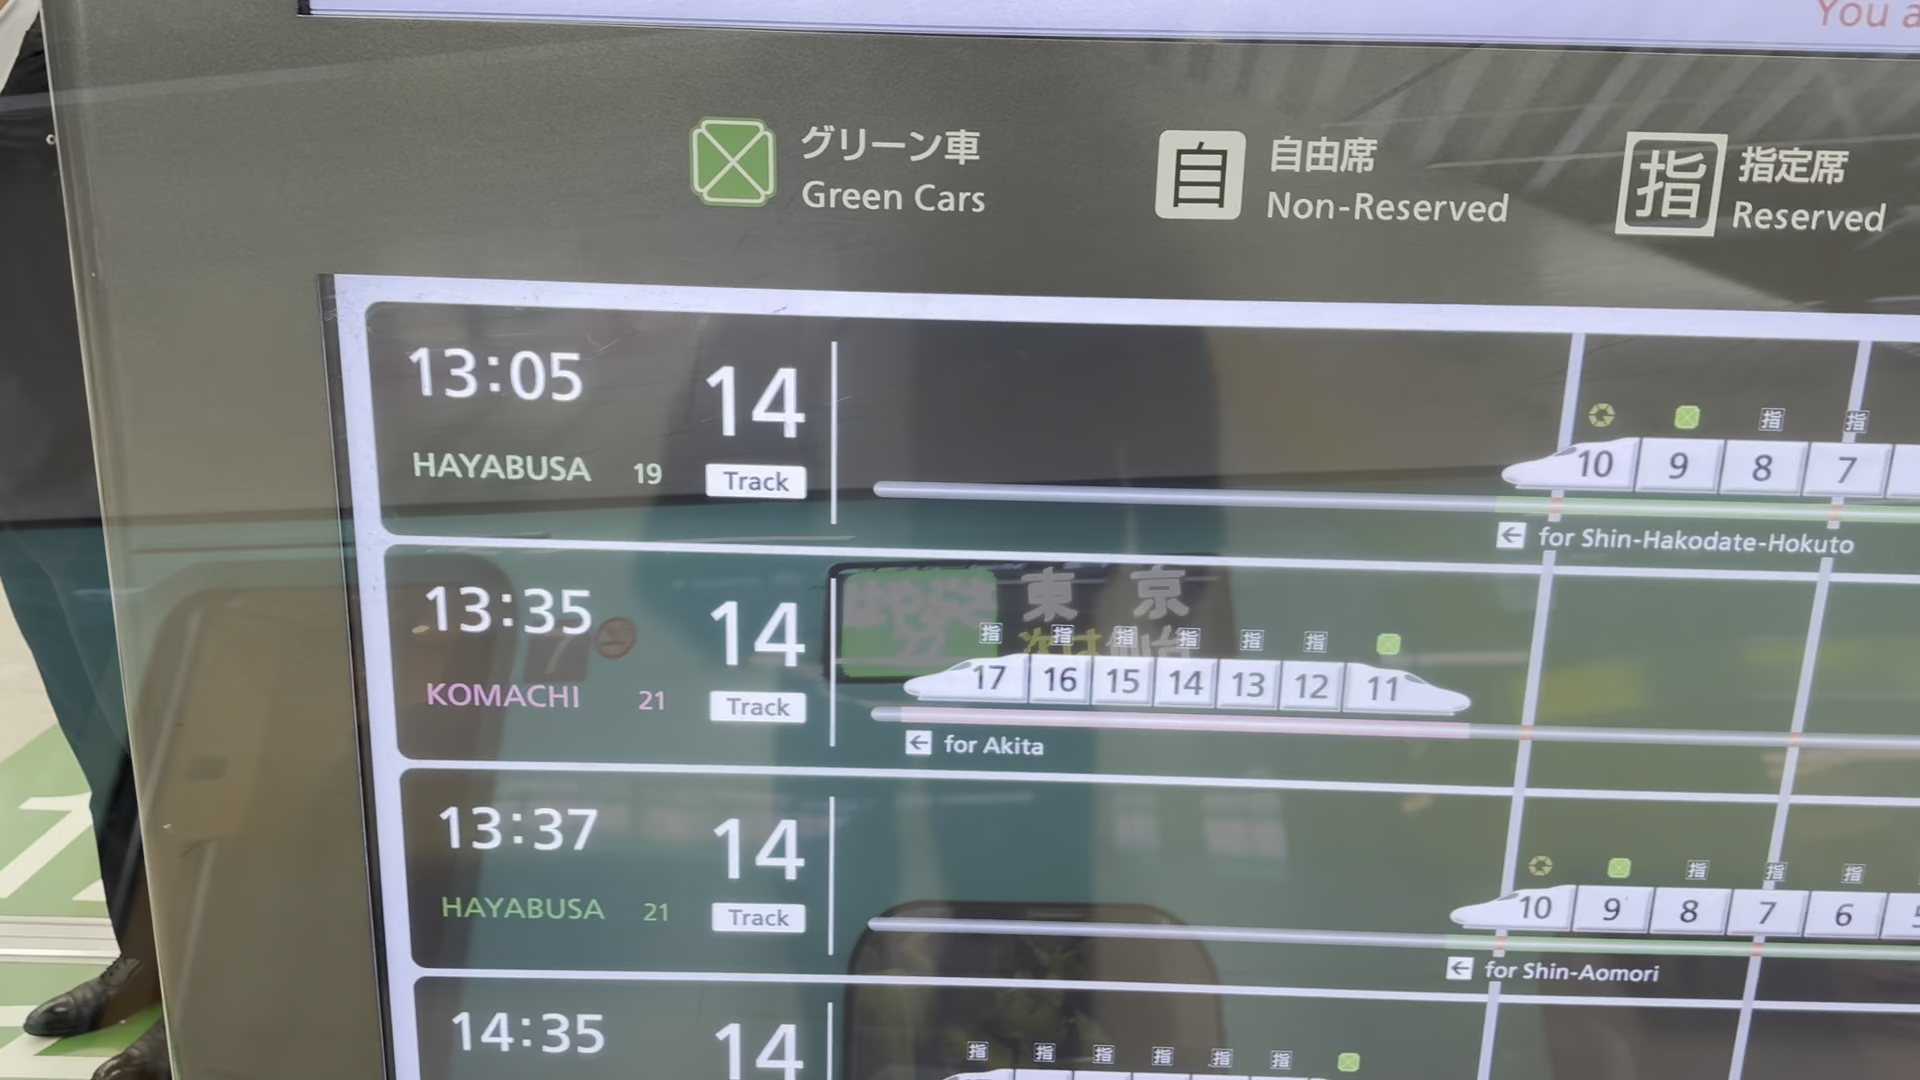 You a
グリーン車
Green Cars
自
自由席
Non-Reserved
指
指定席
Reserved
13:05
14
HAYABUSA 19
Track
指 指
10 9 8 7
← for Shin-Hakodate-Hokuto
13:35
14
東 京
次は
KOMACHI 21
Track
指 指 指 指 指 指
17 16 15 14 13 12 11
← for Akita
13:37
14
HAYABUSA 21
Track
指 指 指
10 9 8 7 6 5
← for Shin-Aomori
14:35
14
指 指 指 指 指 指